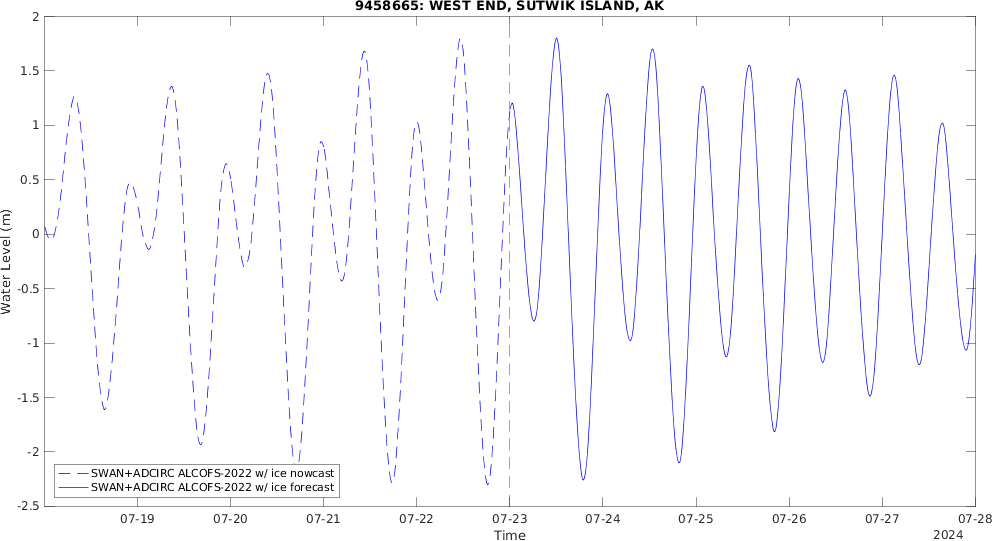 9458665: WEST END, SUTWIK ISLAND, AK
2
1.5
1
0.5
0
-0.5
-1
-1.5
-2
-2.5
Water Level (m)
SWAN+ADCIRC ALCOFS-2022 w/ ice nowcast
SWAN+ADCIRC ALCOFS-2022 w/ ice forecast
07-19 07-20 07-21 07-22 07-23 07-24 07-25 07-26 07-27 07-28
Time
2024